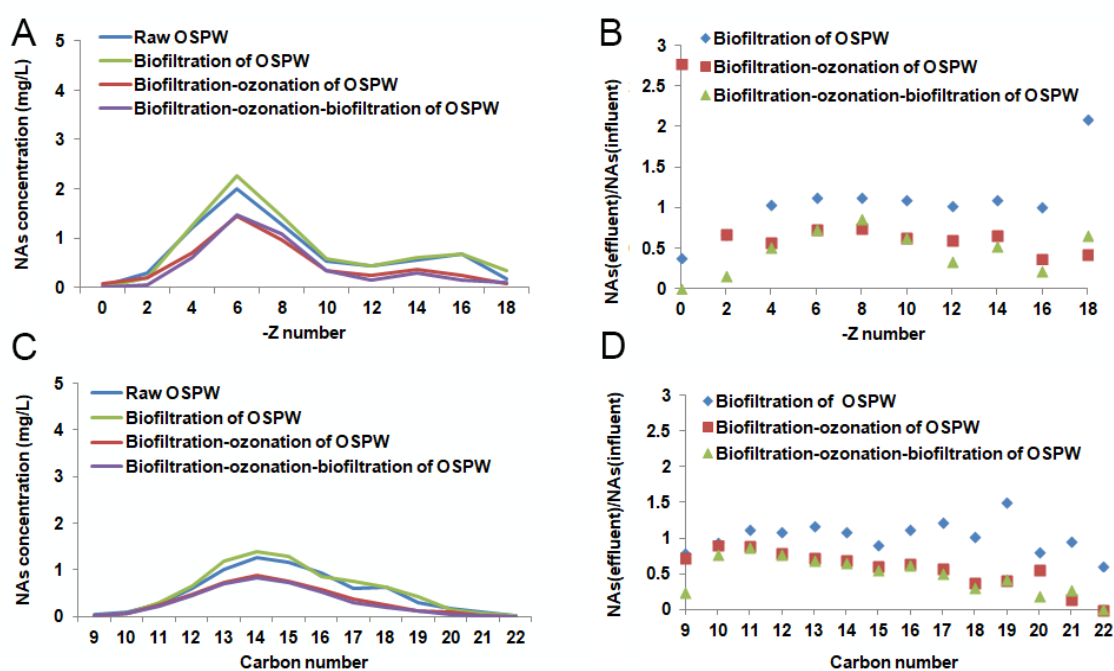 A
Raw OSPW
Biofiltration of OSPW
Biofiltration-ozonation of OSPW
Biofiltration-ozonation-biofiltration of OSPW
NAs concentration (mg/L)
5
4
3
2
1
0
0 2 4 6 8 10 12 14 16 18
-Z number
B
Biofiltration of OSPW
Biofiltration-ozonation of OSPW
Biofiltration-ozonation-biofiltration of OSPW
NAs(effluent)/NAs(influent)
3
2.5
2
1.5
1
0.5
0
0 2 4 6 8 10 12 14 16 18
-Z number
C
Raw OSPW
Biofiltration of OSPW
Biofiltration-ozonation of OSPW
Biofiltration-ozonation-biofiltration of OSPW
NAs concentration (mg/L)
5
4
3
2
1
0
9 10 11 12 13 14 15 16 17 18 19 20 21 22
Carbon number
D
Biofiltration of OSPW
Biofiltration-ozonation of OSPW
Biofiltration-ozonation-biofiltration of OSPW
NAs(effluent)/NAs(influent)
3
2.5
2
1.5
1
0.5
0
9 10 11 12 13 14 15 16 17 18 19 20 21 22
Carbon number